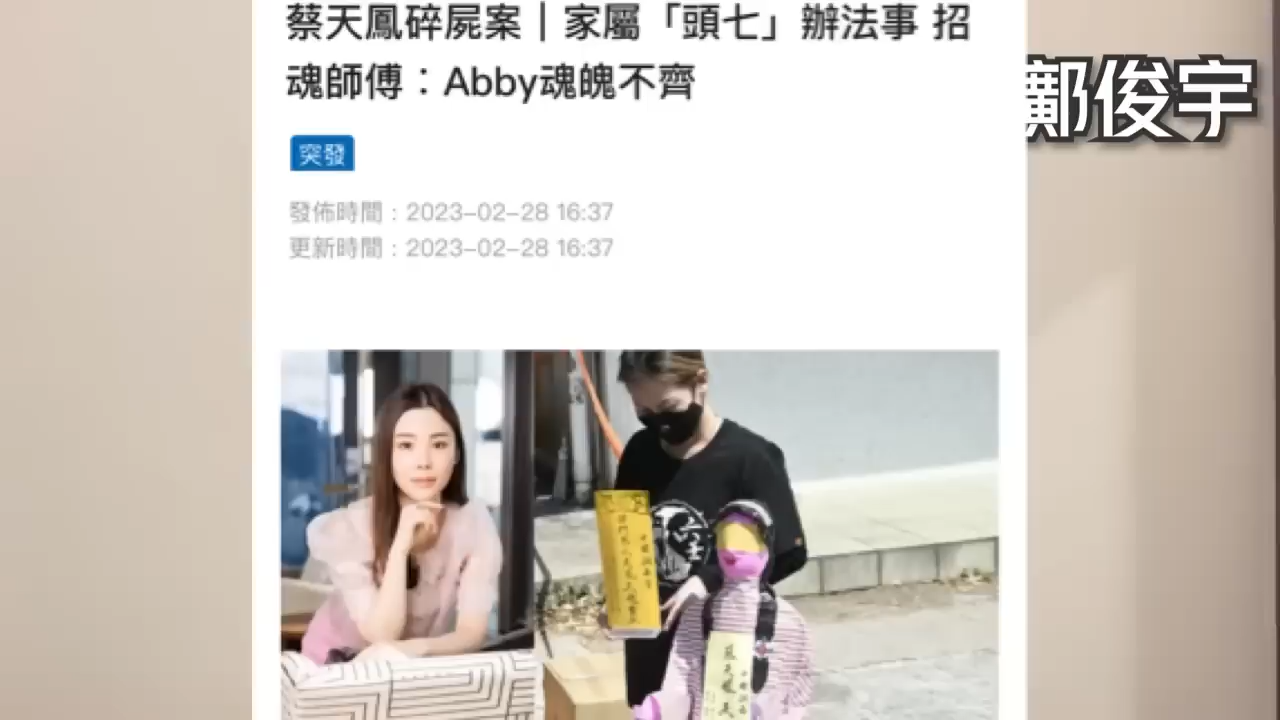 蔡天鳳碎屍案｜家屬「頭七」辦法事 招
魂師傅：Abby魂魄不齊
鄺俊宇
突發
發佈時間：2023-02-28 16:37
更新時間：2023-02-28 16:37